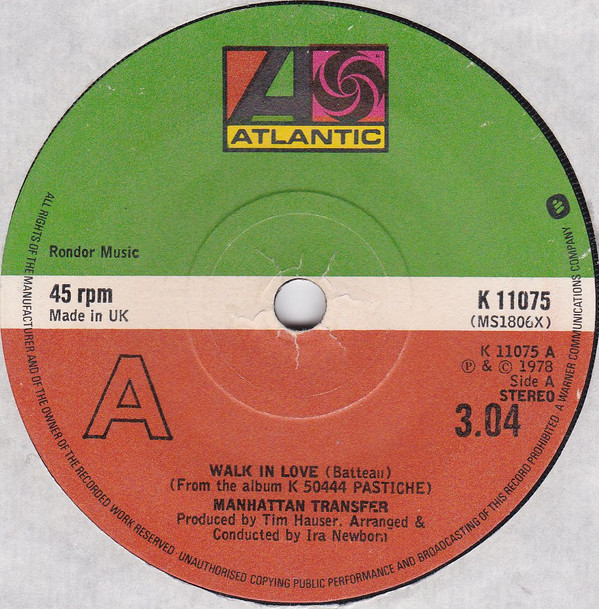 ATLANTIC
Rondor Music
45 rpm
Made in UK
K 11075
(MS1806X)
K 11075 A
Ⓟ & © 1978
Side A
STEREO
3.04
A
WALK IN LOVE (Batteau)
(From the album K 50444 PASTICHE)
MANHATTAN TRANSFER
Produced by Tim Hauser. Arranged &
Conducted by Ira Newborn
ALL RIGHTS OF THE MANUFACTURER AND OF THE OWNER OF THE RECORDED WORK RESERVED · UNAUTHORISED COPYING PUBLIC PERFORMANCE AND BROADCASTING OF THIS RECORD PROHIBITED. A WARNER COMMUNICATIONS COMPANY